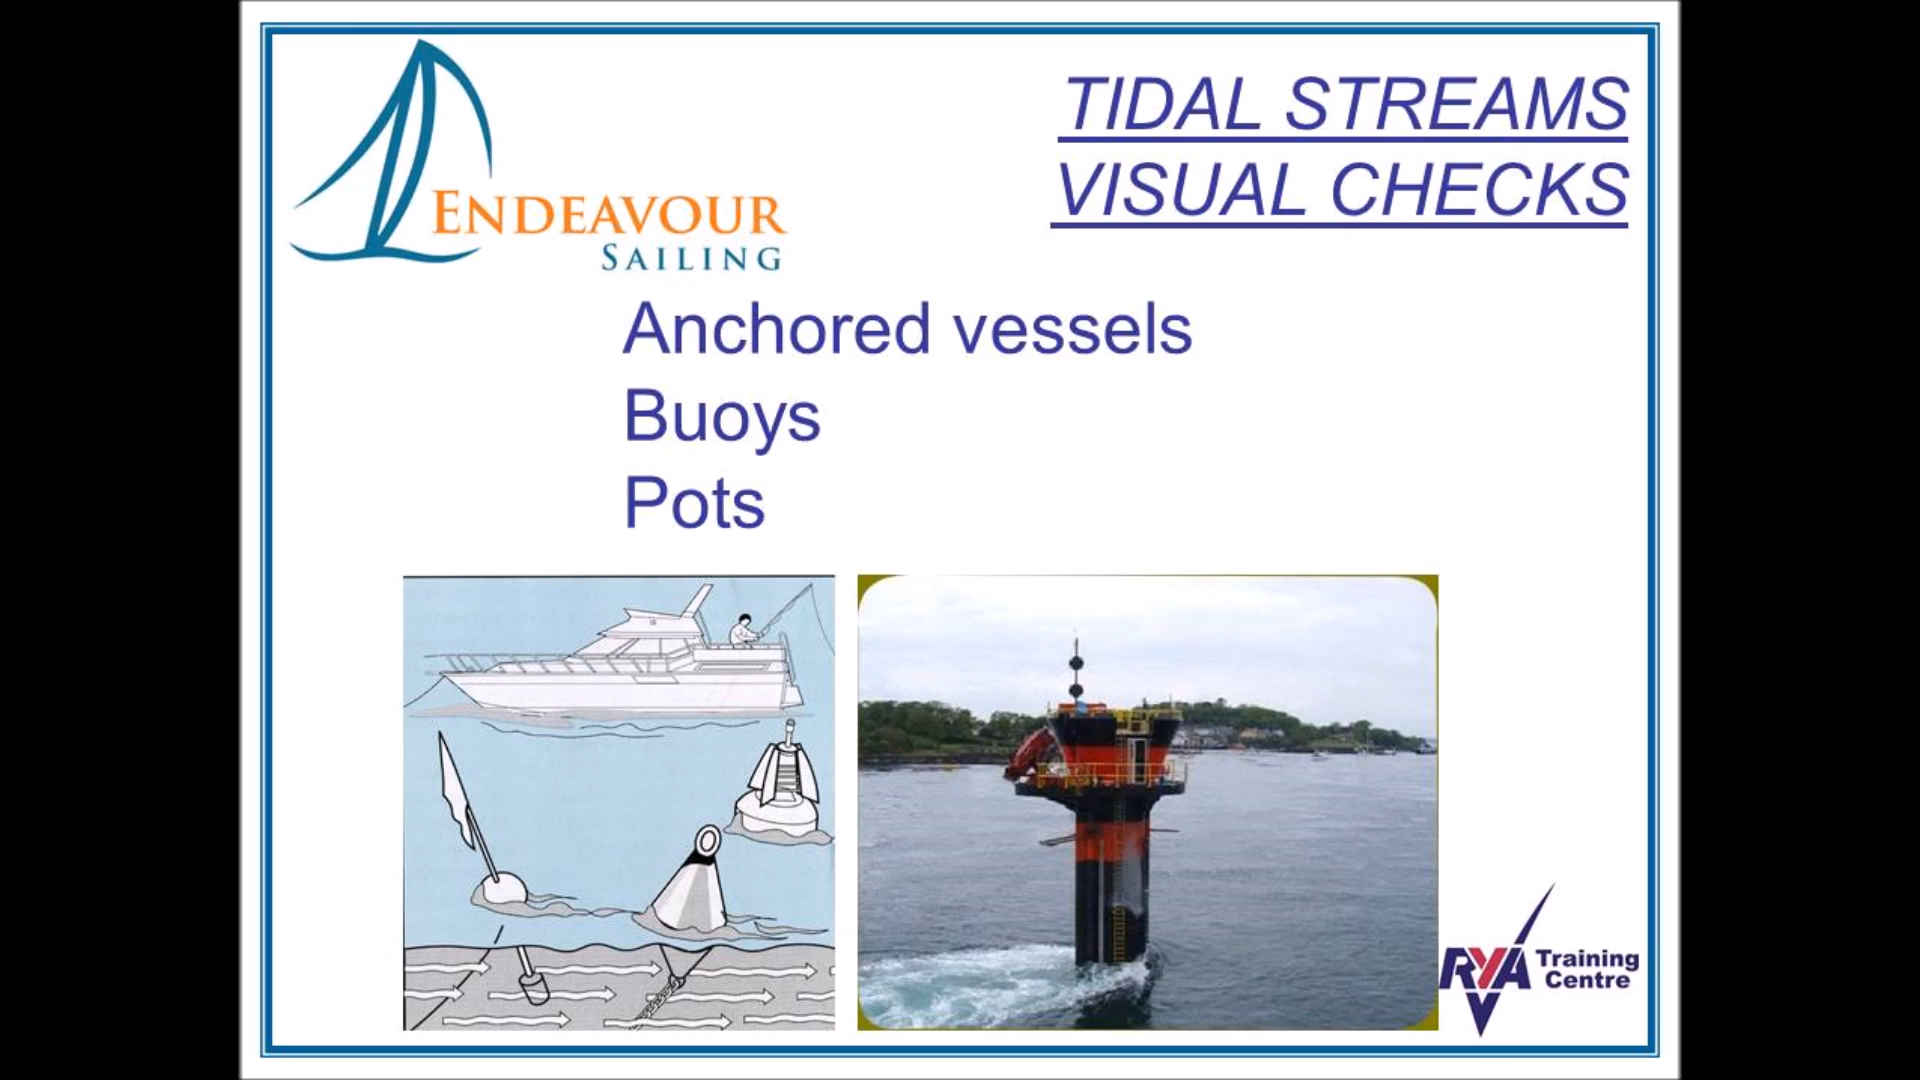 ENDEAVOUR
SAILING
TIDAL STREAMS
VISUAL CHECKS
Anchored vessels
Buoys
Pots
RYA Training
Centre